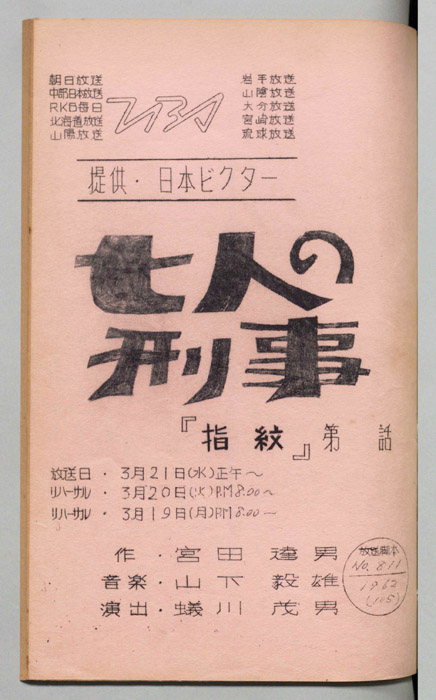 朝日放送
中部日本放送
RKB毎日
北海道放送
山陽放送
TBS
岩手放送
山陰放送
大分放送
宮崎放送
琉球放送
提供・日本ビクター
七人の
刑事
『指紋』第 話
放送日・3月21日(水)正午〜
リハーサル・3月20日(火)P.M 8.00〜
リハーサル・3月19日(月)P.M 8.00〜
作・宮田達男
音楽・山下毅雄
演出・蟻川茂男
放送脚本
No.811
1962
(105)